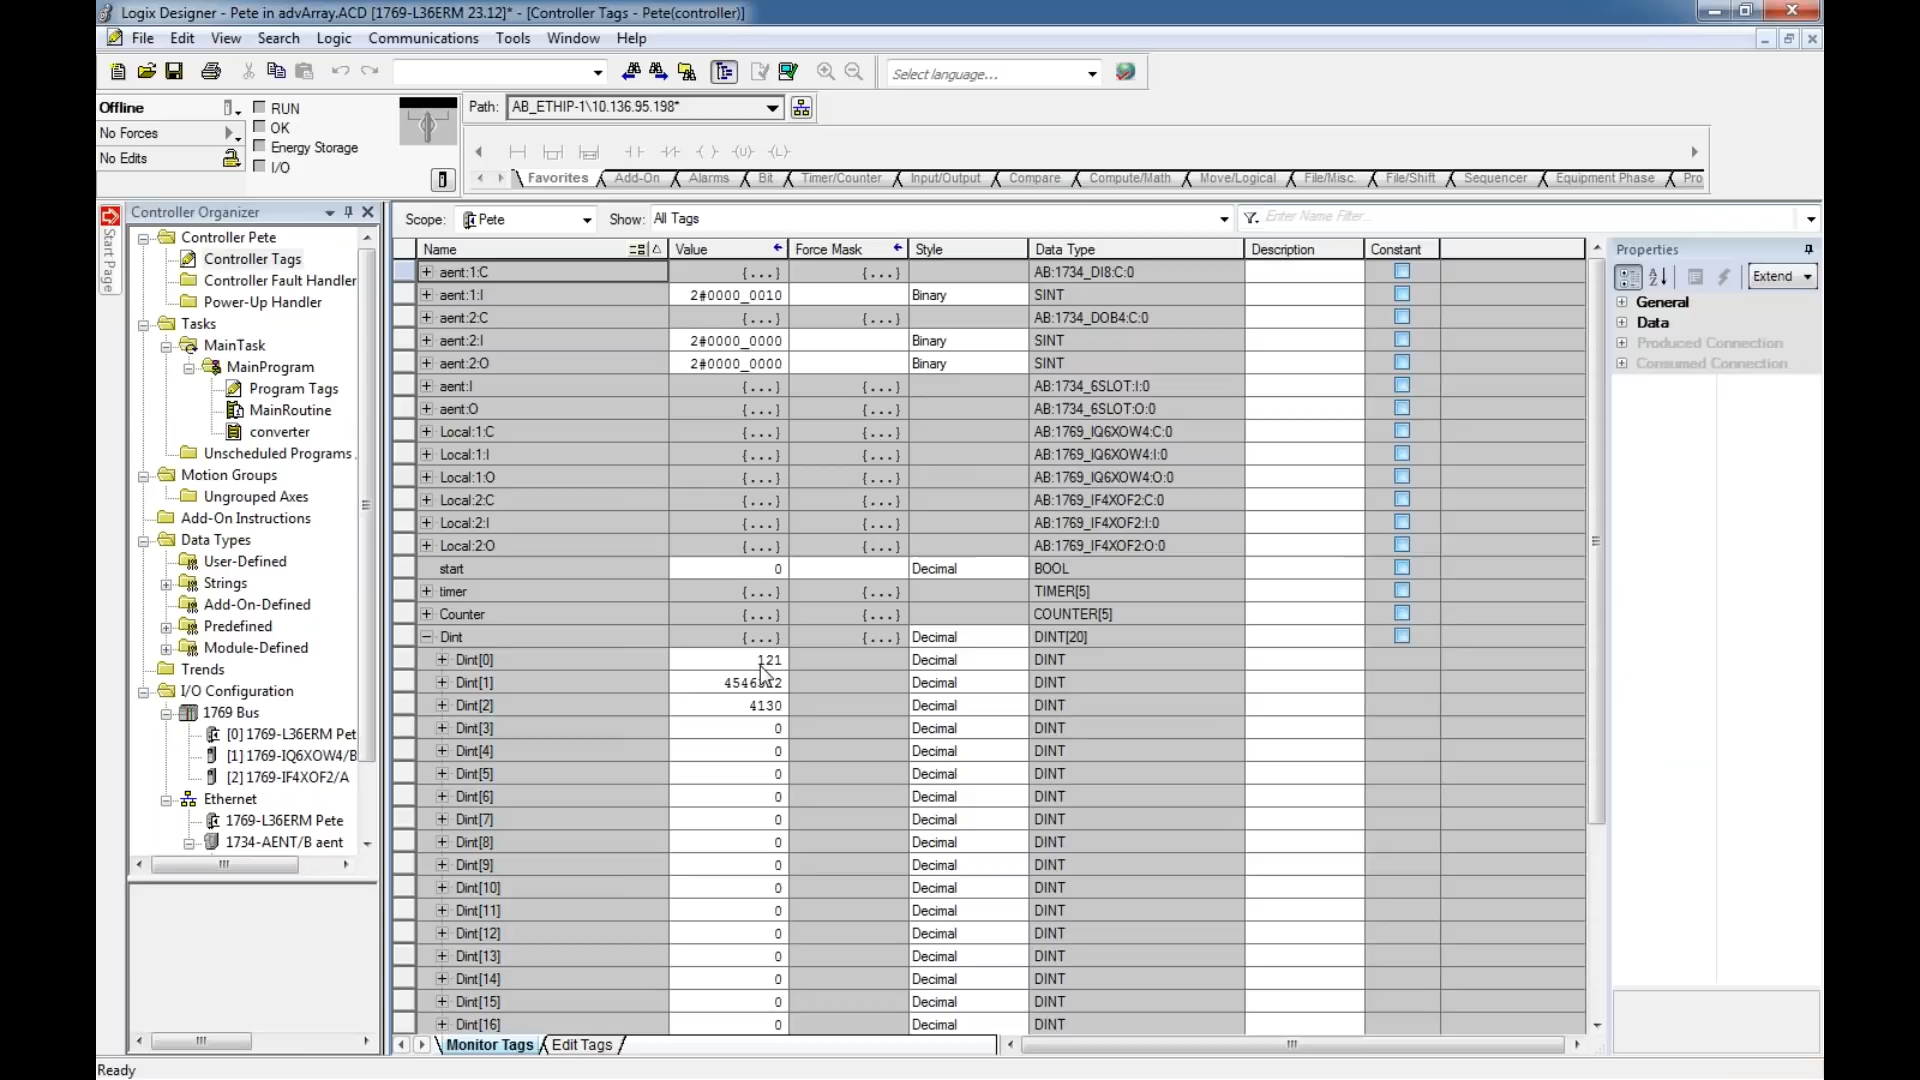 Logix Designer - Pete in advArray.ACD [1769-L36ERM 23.12]* - [Controller Tags - Pete(controller)]
File Edit View Search Logic Communications Tools Window Help
Select language...
Offline RUN Path: AB_ETHIP-1\10.136.95.198*
No Forces OK
No Edits Energy Storage
I/O
Favorites Add-On Alarms Bit Timer/Counter Input/Output Compare Compute/Math Move/Logical File/Misc. File/Shift Sequencer Equipment Phase Pro
Start Page
Controller Organizer
Controller Pete
Controller Tags
Controller Fault Handler
Power-Up Handler
Tasks
MainTask
MainProgram
Program Tags
MainRoutine
converter
Unscheduled Programs
Motion Groups
Ungrouped Axes
Add-On Instructions
Data Types
User-Defined
Strings
Add-On-Defined
Predefined
Module-Defined
Trends
I/O Configuration
1769 Bus
[0] 1769-L36ERM Pet
[1] 1769-IQ6XOW4/B
[2] 1769-IF4XOF2/A
Ethernet
1769-L36ERM Pete
1734-AENT/B aent
Scope: Pete Show: All Tags Enter Name Filter...
Name Value Force Mask Style Data Type Description Constant
aent:1:C {...} {...} AB:1734_DI8:C:0
aent:1:I 2#0000_0010 Binary SINT
aent:2:C {...} {...} AB:1734_DOB4:C:0
aent:2:I 2#0000_0000 Binary SINT
aent:2:O 2#0000_0000 Binary SINT
aent:I {...} {...} AB:1734_6SLOT:I:0
aent:O {...} {...} AB:1734_6SLOT:O:0
Local:1:C {...} {...} AB:1769_IQ6XOW4:C:0
Local:1:I {...} {...} AB:1769_IQ6XOW4:I:0
Local:1:O {...} {...} AB:1769_IQ6XOW4:O:0
Local:2:C {...} {...} AB:1769_IF4XOF2:C:0
Local:2:I {...} {...} AB:1769_IF4XOF2:I:0
Local:2:O {...} {...} AB:1769_IF4XOF2:O:0
start 0 Decimal BOOL
timer {...} {...} TIMER[5]
Counter {...} {...} COUNTER[5]
Dint {...} {...} Decimal DINT[20]
Dint[0] 121 Decimal DINT
Dint[1] Decimal DINT
Dint[2] 4130 Decimal DINT
Dint[3] 0 Decimal DINT
Dint[4] 0 Decimal DINT
Dint[5] 0 Decimal DINT
Dint[6] 0 Decimal DINT
Dint[7] 0 Decimal DINT
Dint[8] 0 Decimal DINT
Dint[9] 0 Decimal DINT
Dint[10] 0 Decimal DINT
Dint[11] 0 Decimal DINT
Dint[12] 0 Decimal DINT
Dint[13] 0 Decimal DINT
Dint[14] 0 Decimal DINT
Dint[15] 0 Decimal DINT
Dint[16] 0 Decimal DINT
Monitor Tags Edit Tags
Properties
Extend
General
Data
Produced Connection
Consumed Connection
Ready